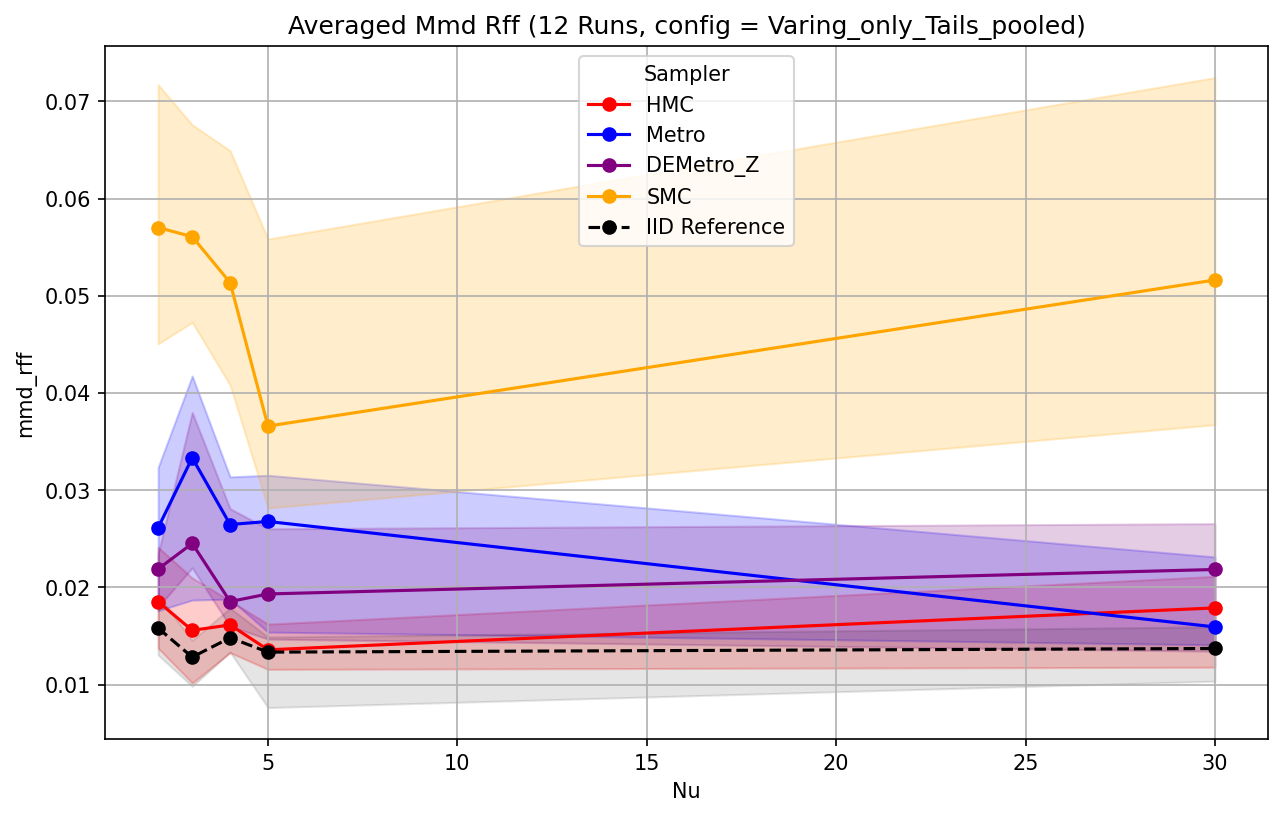 Averaged Mmd Rff (12 Runs, config = Varing_only_Tails_pooled)
Sampler
HMC
Metro
DEMetro_Z
SMC
IID Reference
mmd_rff
0.07
0.06
0.05
0.04
0.03
0.02
0.01
5 10 15 20 25 30
Nu